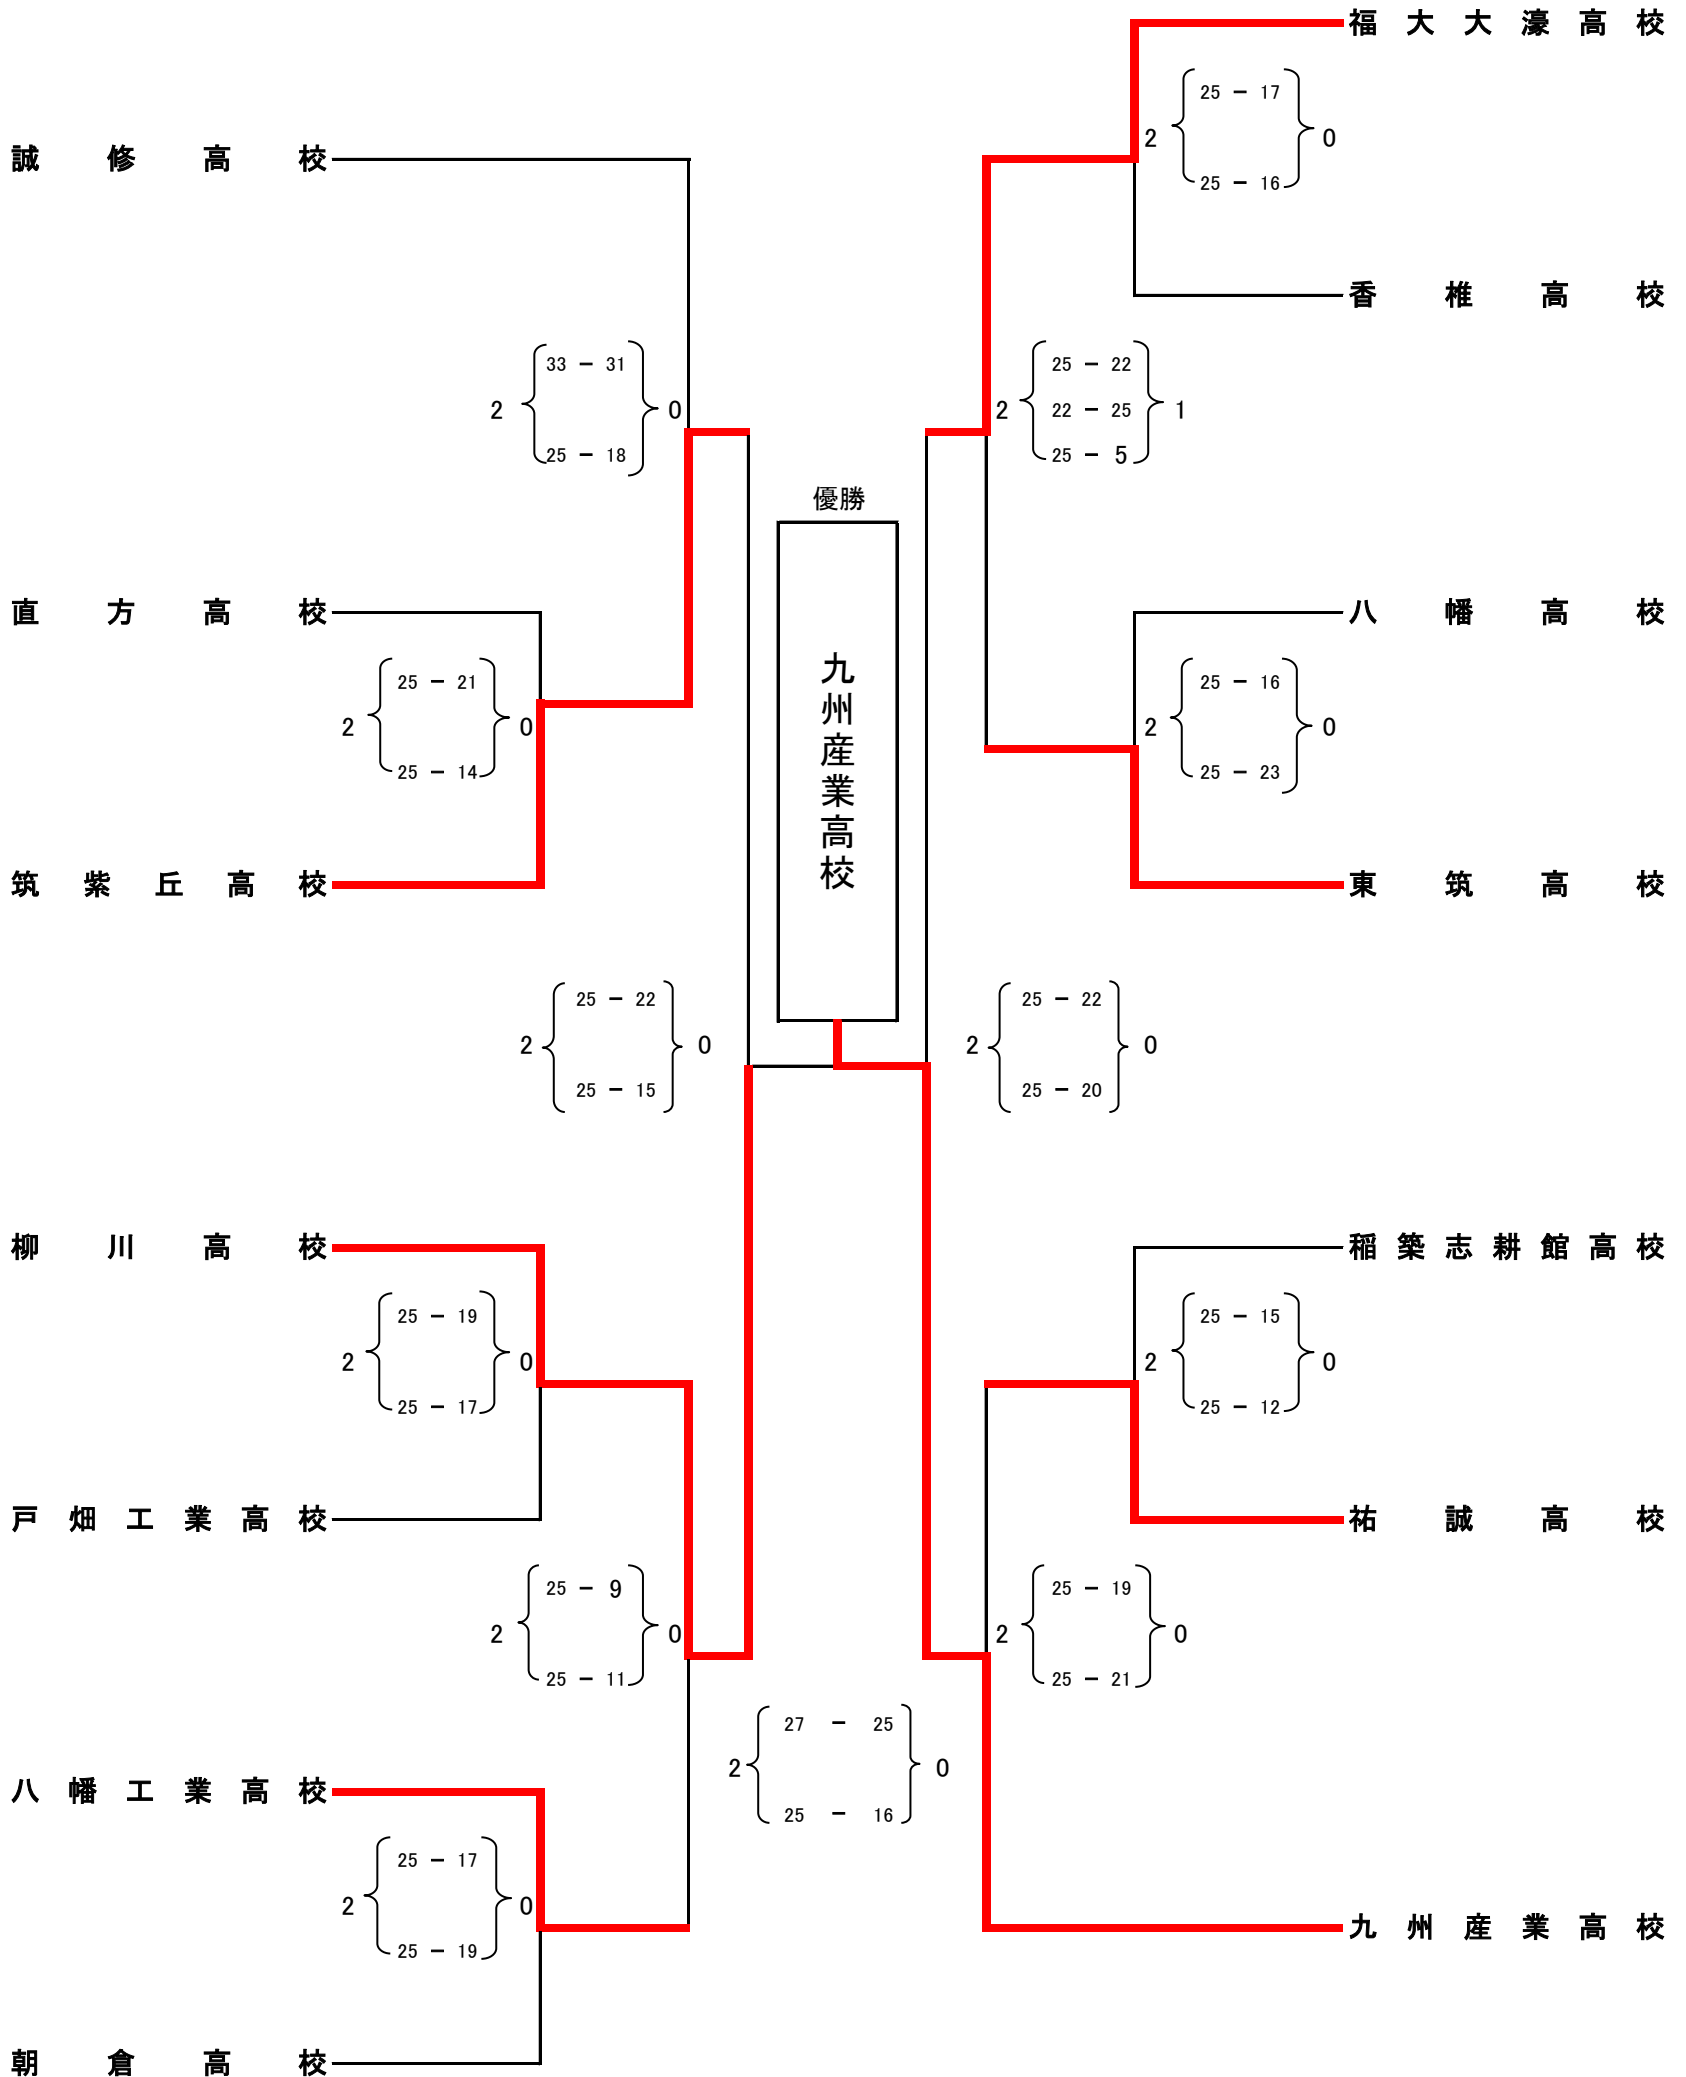 福大大濠高校
25 － 17
2 0
25 － 16
誠修高校
香椎高校
33 － 31
2 0
25 － 18
25 － 22
2 22 － 25 1
25 － 5
優勝
九州産業高校
直方高校
25 － 21
2 0
25 － 14
八幡高校
25 － 16
2 0
25 － 23
筑紫丘高校
東筑高校
25 － 22
2 0
25 － 15
25 － 22
2 0
25 － 20
柳川高校
25 － 19
2 0
25 － 17
稲築志耕館高校
25 － 15
2 0
25 － 12
戸畑工業高校
祐誠高校
25 － 9
2 0
25 － 11
25 － 19
2 0
25 － 21
27 － 25
2 0
25 － 16
八幡工業高校
25 － 17
2 0
25 － 19
九州産業高校
朝倉高校